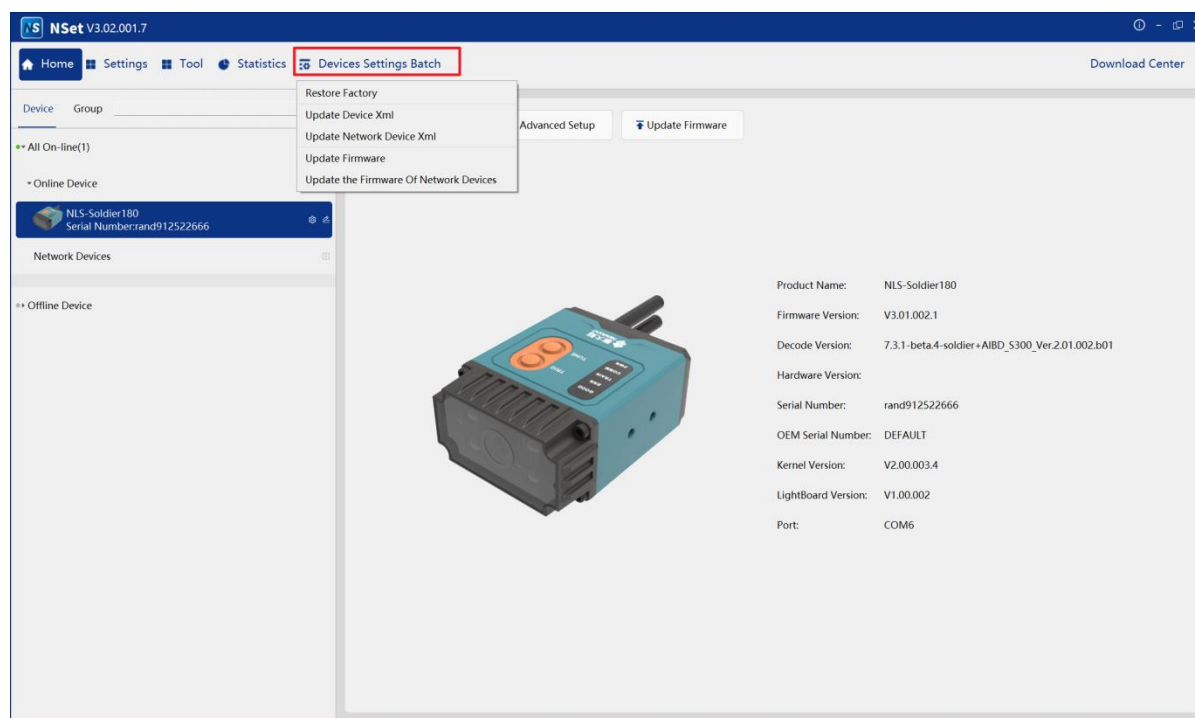 NS NSet V3.02.001.7
Home Settings Tool Statistics Devices Settings Batch Download Center
Restore Factory
Update Device Xml
Update Network Device Xml
Update Firmware
Update the Firmware Of Network Devices
Device Group
Advanced Setup Update Firmware
All On-line(1)
Online Device
NLS-Soldier180
Serial Number:rand912522666
Network Devices
Offline Device
TUNE
TRIG
Product Name: NLS-Soldier180
Firmware Version: V3.01.002.1
Decode Version: 7.3.1-beta.4-soldier+AIBD_S300_Ver.2.01.002.b01
Hardware Version:
Serial Number: rand912522666
OEM Serial Number: DEFAULT
Kernel Version: V2.00.003.4
LightBoard Version: V1.00.002
Port: COM6